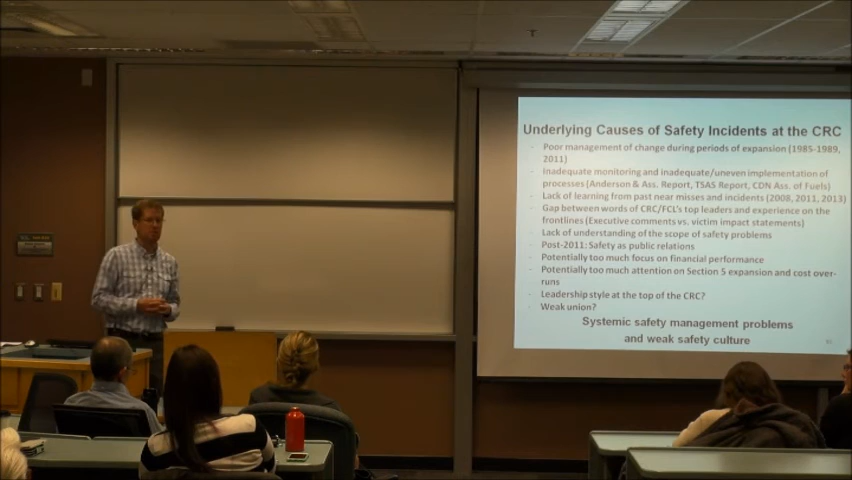 Underlying Causes of Safety Incidents at the CRC
- Poor management of change during periods of expansion (1985-1989,
2011)
- Inadequate monitoring and inadequate/uneven implementation of
processes (Anderson & Ass. Report, TSAS Report, CDN Ass. of Fuels)
- Lack of learning from past near misses and incidents (2008, 2011, 2013)
- Gap between words of CRC/FCL's top leaders and experience on the
frontlines (Executive comments vs. victim impact statements)
- Lack of understanding of the scope of safety problems
- Post-2011: Safety as public relations
- Potentially too much focus on financial performance
- Potentially too much attention on Section 5 expansion and cost over-
runs
- Leadership style at the top of the CRC?
- Weak union?
Systemic safety management problems
and weak safety culture